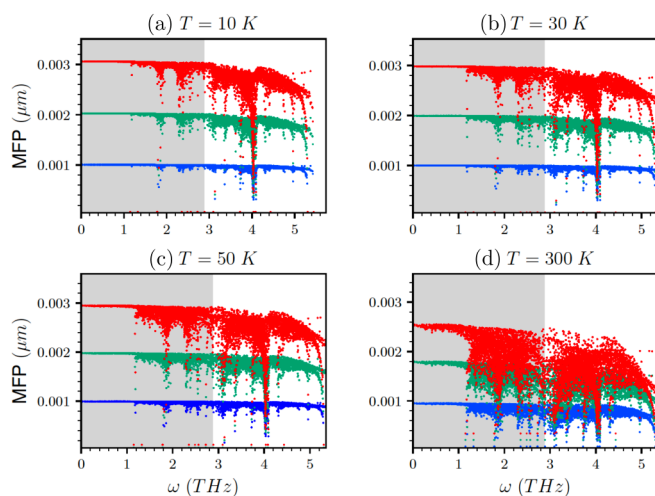 (a) T = 10 K
(b) T = 30 K
MFP (μm)
0.003
0.002
0.001
0 1 2 3 4 5
0.003
0.002
0.001
0 1 2 3 4 5
(c) T = 50 K
(d) T = 300 K
MFP (μm)
0.003
0.002
0.001
0 1 2 3 4 5
ω (THz)
0.003
0.002
0.001
0 1 2 3 4 5
ω (THz)